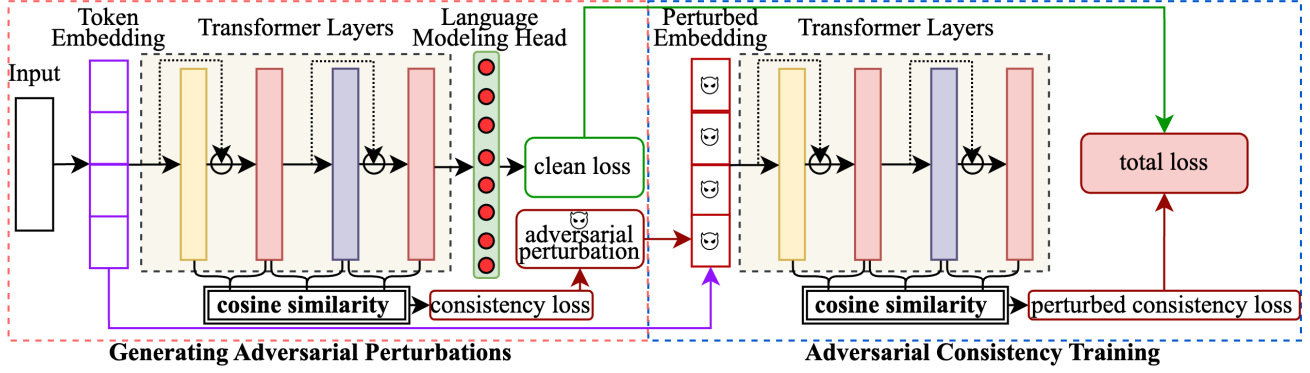 Input
Token
Embedding
Transformer Layers
Language
Modeling Head
clean loss
adversarial
perturbation
cosine similarity
consistency loss
Generating Adversarial Perturbations
Perturbed
Embedding
Transformer Layers
total loss
cosine similarity
perturbed consistency loss
Adversarial Consistency Training